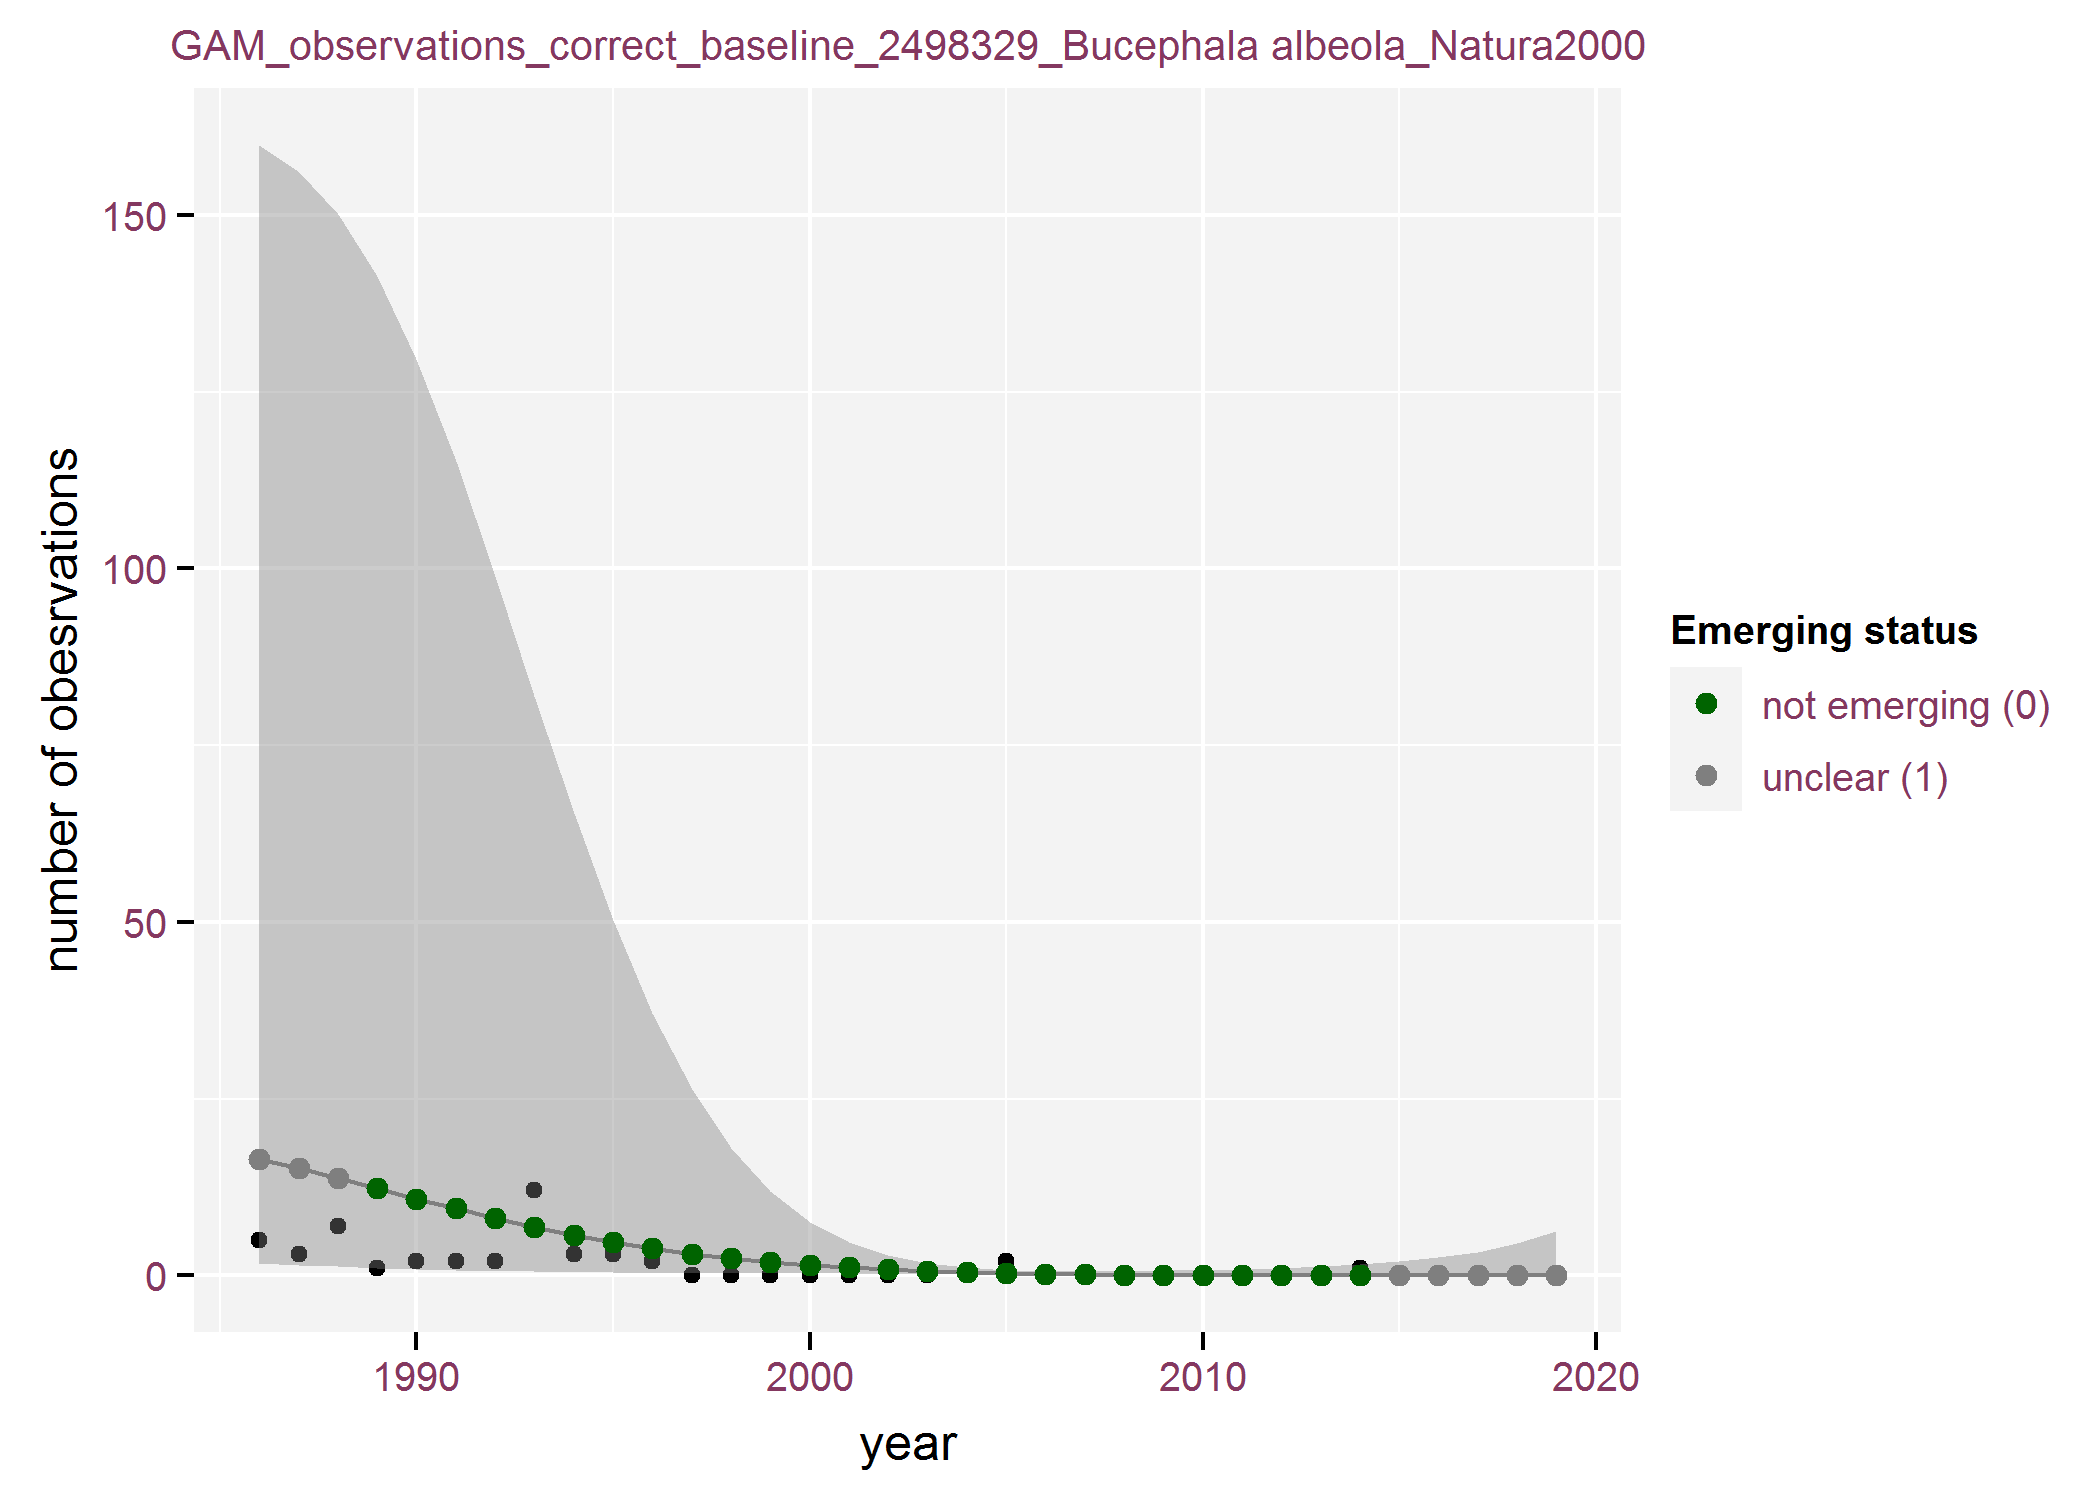 GAM_observations_correct_baseline_2498329_Bucephala albeola_Natura2000
number of obesrvations
150
100
50
0
1990
2000
2010
2020
year
Emerging status
not emerging (0)
unclear (1)